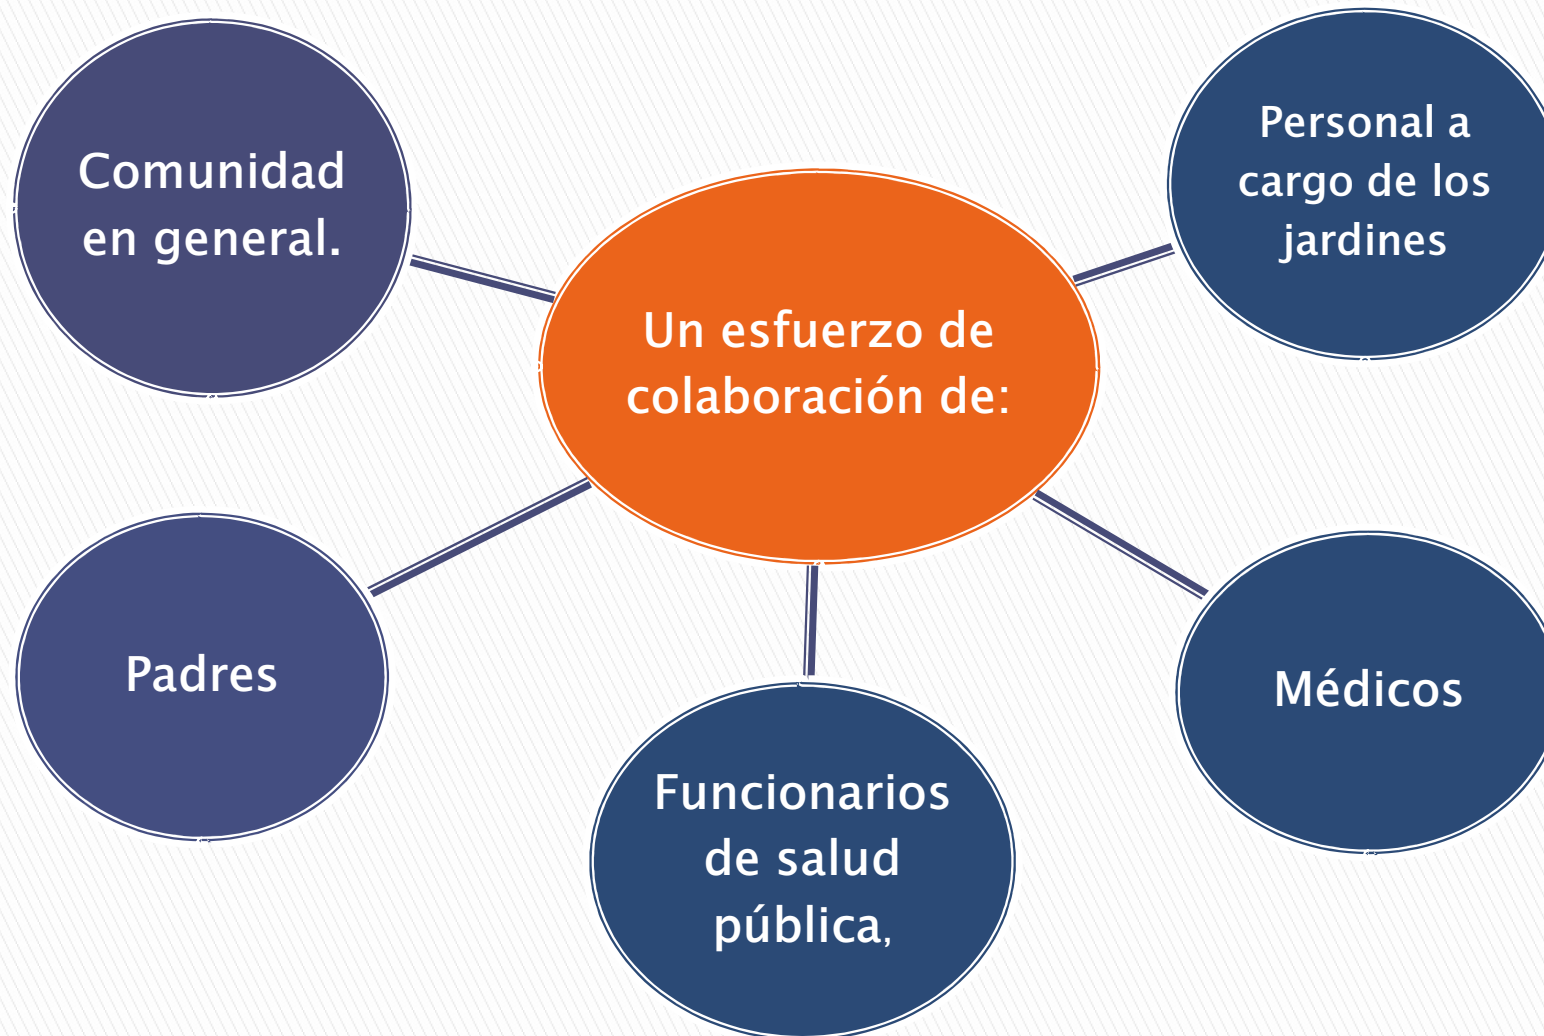 Comunidad
en general.
Personal a
cargo de los
jardines
Un esfuerzo de
colaboración de:
Padres
Médicos
Funcionarios
de salud
pública,